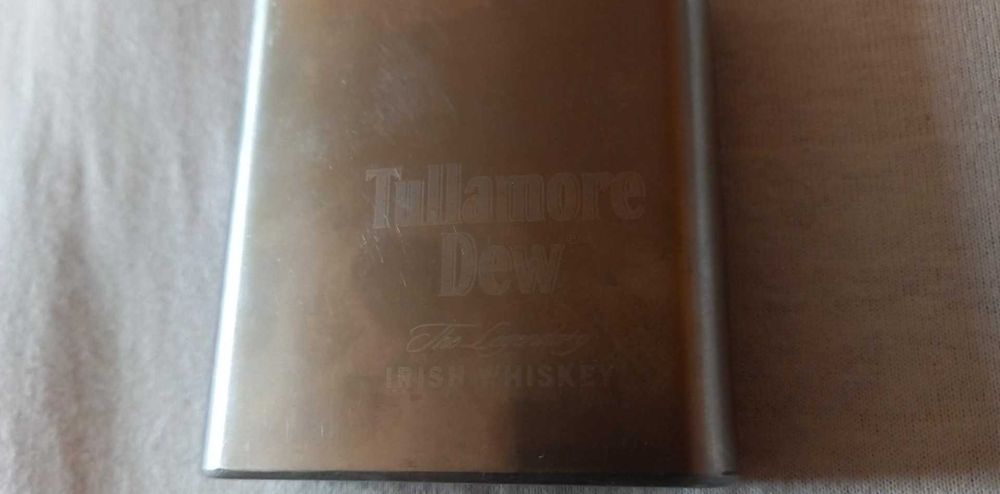 Tullamore
Dew
The Legendary
IRISH WHISKEY